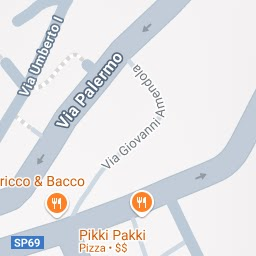 Via Umberto I
Via Palermo
Via Giovanni Amendola
ricco & Bacco
Pikki Pakki
Pizza • $$
SP69